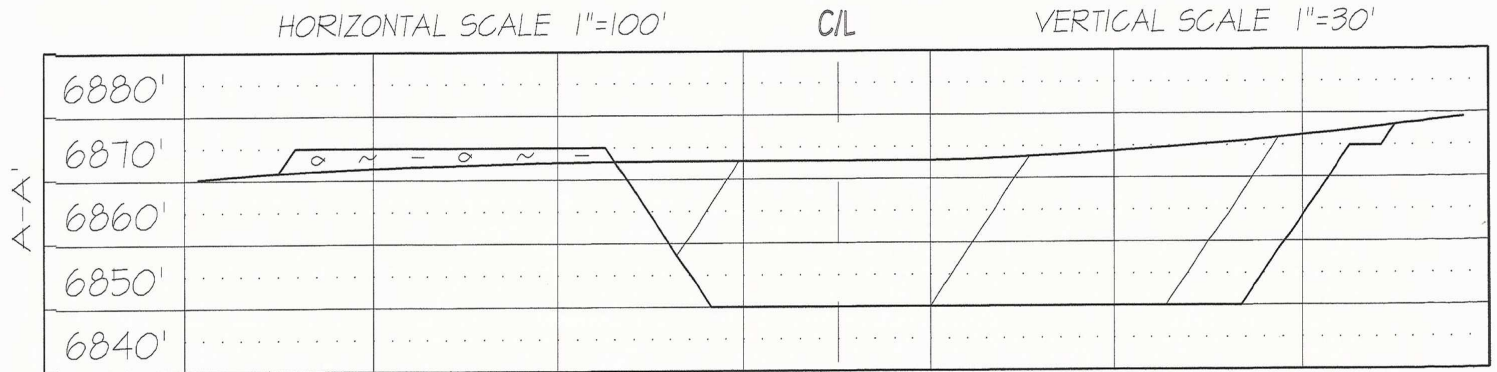 HORIZONTAL SCALE 1"=100' C/L VERTICAL SCALE 1"=30'
6880'
6870'
6860'
6850'
6840'
A-A'